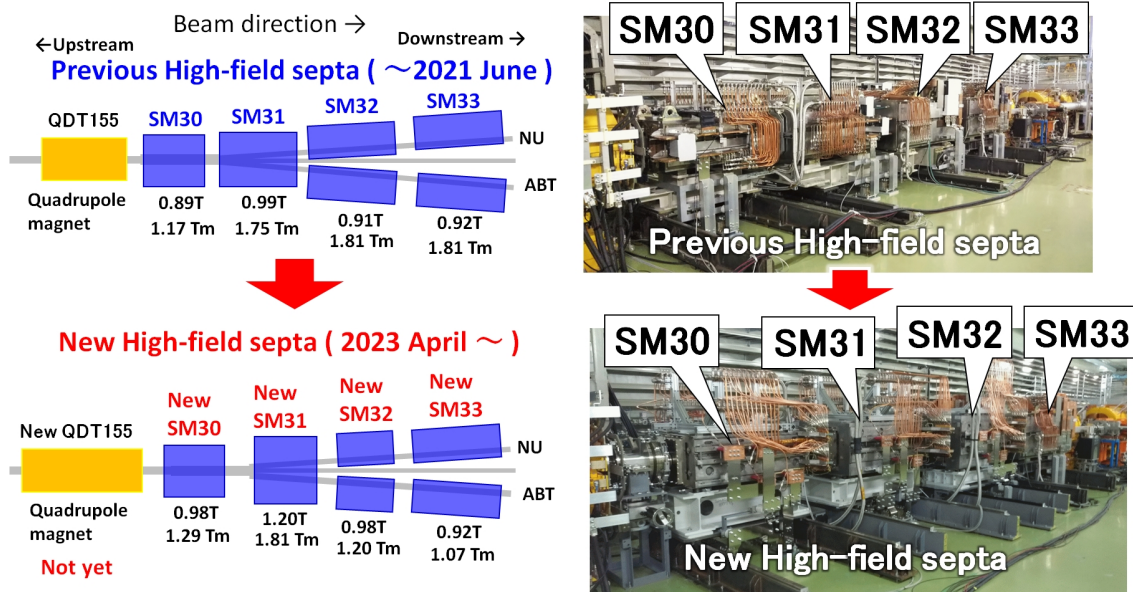 Beam direction →
←Upstream
Downstream →
Previous High-field septa ( ～2021 June )
QDT155
SM30
SM31
SM32
SM33
NU
ABT
Quadrupole
magnet
0.89T
1.17 Tm
0.99T
1.75 Tm
0.91T
1.81 Tm
0.92T
1.81 Tm
New High-field septa ( 2023 April ～ )
New QDT155
New
SM30
New
SM31
New
SM32
New
SM33
NU
ABT
Quadrupole
magnet
Not yet
0.98T
1.29 Tm
1.20T
1.81 Tm
0.98T
1.20 Tm
0.92T
1.07 Tm
SM30
SM31
SM32
SM33
Previous High-field septa
SM30
SM31
SM32
SM33
New High-field septa